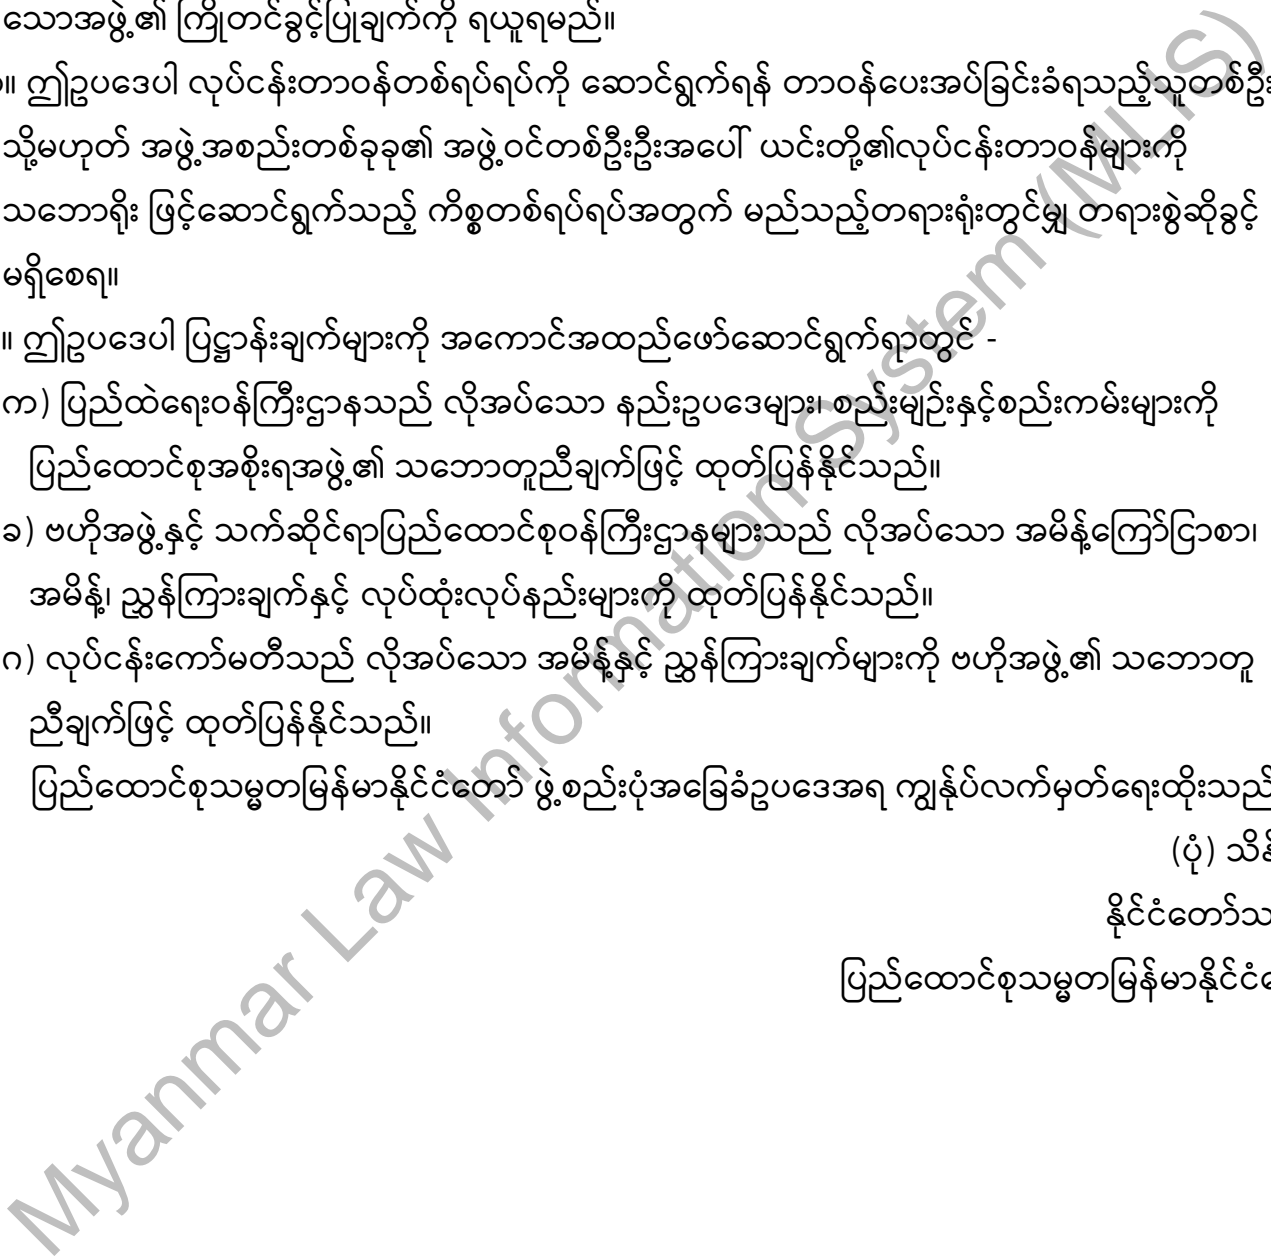 သောအဖွဲ့၏ ကြိုတင်ခွင့်ပြုချက်ကို ရယူရမည်။
။ ဤဥပဒေပါ လုပ်ငန်းတာဝန်တစ်ရပ်ရပ်ကို ဆောင်ရွက်ရန် တာဝန်ပေးအပ်ခြင်းခံရသည့်သူတစ်ဦး
သို့မဟုတ် အဖွဲ့အစည်းတစ်ခုခု၏ အဖွဲ့ဝင်တစ်ဦးဦးအပေါ် ယင်းတို့၏လုပ်ငန်းတာဝန်များကို
သဘောရိုး ဖြင့်ဆောင်ရွက်သည့် ကိစ္စတစ်ရပ်ရပ်အတွက် မည်သည့်တရားရုံးတွင်မျှ တရားစွဲဆိုခွင့်
မရှိစေရ။
။ ဤဥပဒေပါ ပြဋ္ဌာန်းချက်များကို အကောင်အထည်ဖော်ဆောင်ရွက်ရာတွင် -
က) ပြည်ထဲရေးဝန်ကြီးဌာနသည် လိုအပ်သော နည်းဥပဒေများ၊ စည်းမျဉ်းနှင့်စည်းကမ်းများကို
ပြည်ထောင်စုအစိုးရအဖွဲ့၏ သဘောတူညီချက်ဖြင့် ထုတ်ပြန်နိုင်သည်။
ခ) ဗဟိုအဖွဲ့နှင့် သက်ဆိုင်ရာပြည်ထောင်စုဝန်ကြီးဌာနများသည် လိုအပ်သော အမိန့်ကြော်ငြာစာ၊
အမိန့်၊ ညွှန်ကြားချက်နှင့် လုပ်ထုံးလုပ်နည်းများကို ထုတ်ပြန်နိုင်သည်။
ဂ) လုပ်ငန်းကော်မတီသည် လိုအပ်သော အမိန့်နှင့် ညွှန်ကြားချက်များကို ဗဟိုအဖွဲ့၏ သဘောတူ
ညီချက်ဖြင့် ထုတ်ပြန်နိုင်သည်။
ပြည်ထောင်စုသမ္မတမြန်မာနိုင်ငံတော် ဖွဲ့စည်းပုံအခြေခံဥပဒေအရ ကျွန်ုပ်လက်မှတ်ရေးထိုးသည်
(ပုံ) သိန်
နိုင်ငံတော်သ
ပြည်ထောင်စုသမ္မတမြန်မာနိုင်ငံ
Myanmar Law Information System (MLIS)